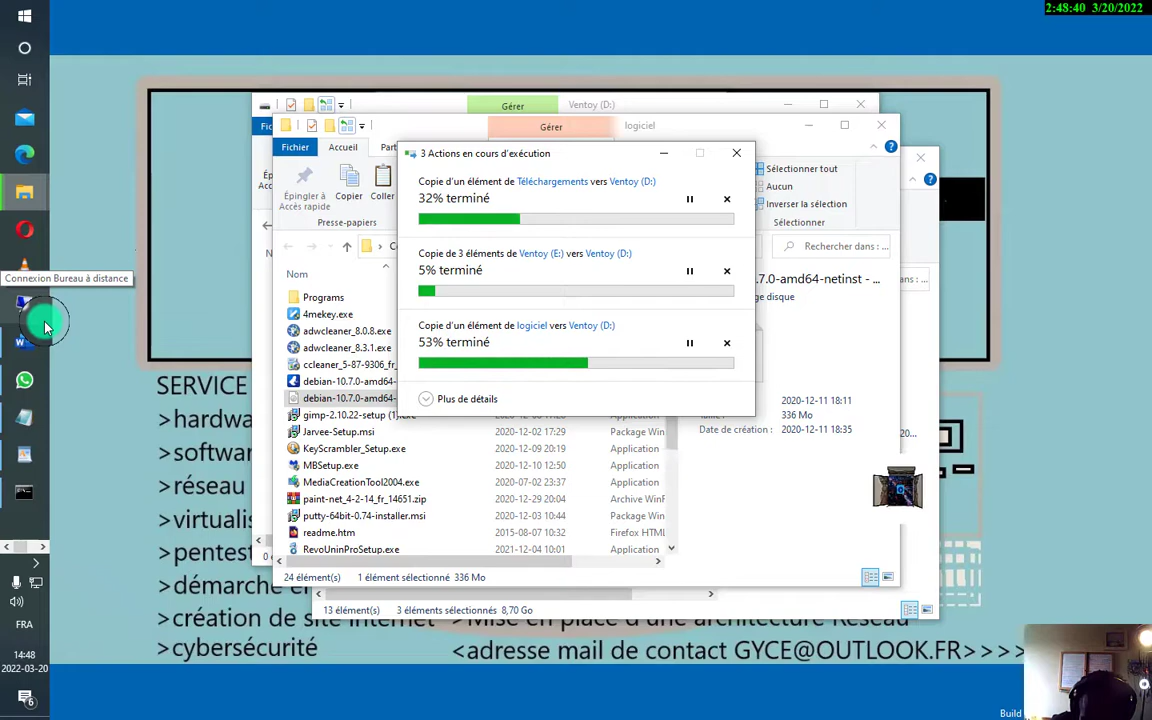 2:48:40 3/20/2022
Gérer
Ventoy (D:)
Gérer
logiciel
Fichier
Accueil
Part
3 Actions en cours d'exécution
Copie d'un élément de Téléchargements vers Ventoy (D:)
32% terminé
Copie de 3 éléments de Ventoy (E:) vers Ventoy (D:)
5% terminé
Copie d'un élément de logiciel vers Ventoy (D:)
53% terminé
Plus de détails
Épingler à
Accès rapide
Copier
Coller
Presse-papiers
Sélectionner tout
Aucun
Inverser la sélection
Sélectionner
Rechercher dans : ...
Connexion Bureau à distance
Nom
Programs
4mekey.exe
adwcleaner_8.0.8.exe
adwcleaner_8.3.1.exe
ccleaner_5-87-9306_fr_
debian-10.7.0-amd64-
debian-10.7.0-amd64-
gimp-2.10.22-setup (1).exe
Jarvee-Setup.msi 2020-12-02 17:29 Package Win
KeyScrambler_Setup.exe 2020-12-09 20:19 Application
MBSetup.exe 2020-12-10 12:50 Application
MediaCreationTool2004.exe 2020-07-02 23:37 Application
paint-net_4-2-14_fr_14651.zip 2020-12-29 20:04 Archive WinF
putty-64bit-0.74-installer.msi 2020-12-03 10:44 Package Win
readme.htm 2015-08-07 10:32 Firefox HTML
RevoUninProSetup.exe 2021-12-04 10:01 Application
.7.0-amd64-netinst - ...
ge disque
2020-12-11 18:11
336 Mo
Date de création : 2020-12-11 18:35
24 élément(s) 1 élément sélectionné 336 Mo
13 élément(s) 3 éléments sélectionnés 8,70 Go
SERVICE
>hardwa
>softwar
>réseau
>virtualis
>pentest
>démarche en
>création de site internet >Mise en place d'une architecture Réseau
>cybersécurité <adresse mail de contact GYCE@OUTLOOK.FR>>>>
FRA
14:48
2022-03-20
6
Build